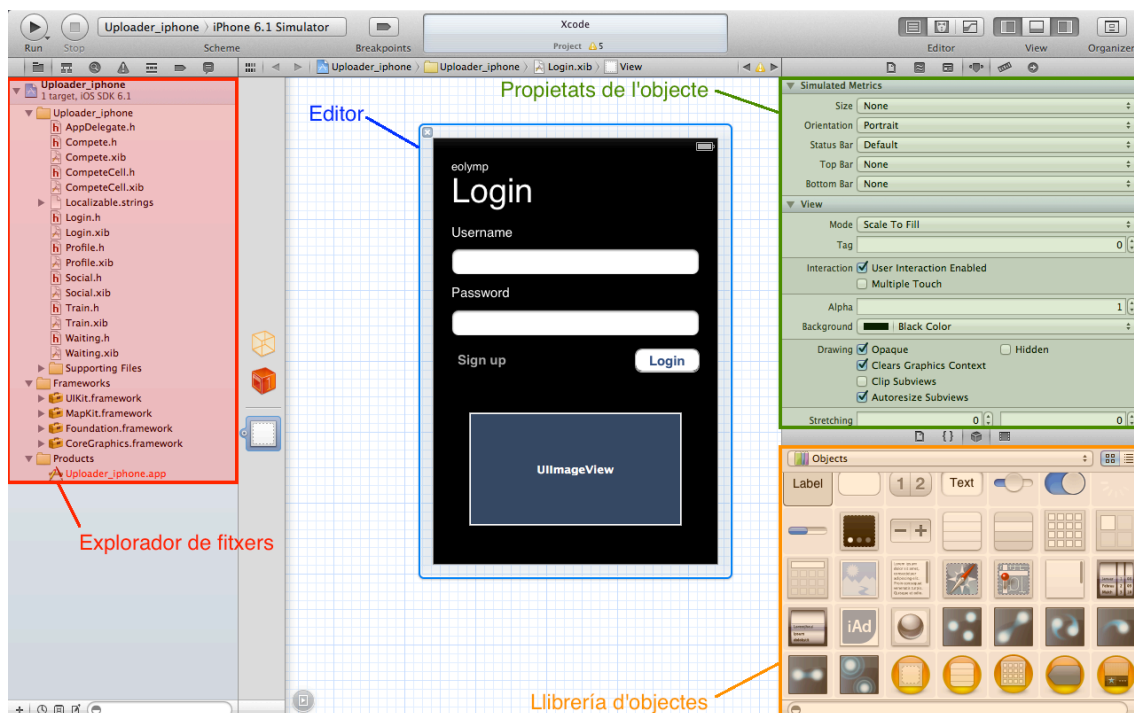 Xcode
Uploader_iphone › iPhone 6.1 Simulator
Project 5
Run Stop Scheme Breakpoints Editor View Organizer
Uploader_iphone › Uploader_iphone › Login.xib › View
Uploader_iphone
1 target, iOS SDK 6.1
Uploader_iphone
AppDelegate.h
Compete.h
Compete.xib
CompeteCell.h
CompeteCell.xib
Localizable.strings
Login.h
Login.xib
Profile.h
Profile.xib
Social.h
Social.xib
Train.h
Train.xib
Waiting.h
Waiting.xib
Supporting Files
Frameworks
UIKit.framework
MapKit.framework
Foundation.framework
CoreGraphics.framework
Products
Uploader_iphone.app
Explorador de fitxers
Editor
eolymp
Login
Username
Password
Sign up
Login
UIImageView
Propietats de l'objecte
Simulated Metrics
Size None
Orientation Portrait
Status Bar Default
Top Bar None
Bottom Bar None
View
Mode Scale To Fill
Tag 0
Interaction User Interaction Enabled
Multiple Touch
Alpha 1
Background Black Color
Drawing Opaque Hidden
Clears Graphics Context
Clip Subviews
Autoresize Subviews
Stretching 0 0
{ }
Objects
Label 1 2 Text
iAd
Llibrería d'objectes